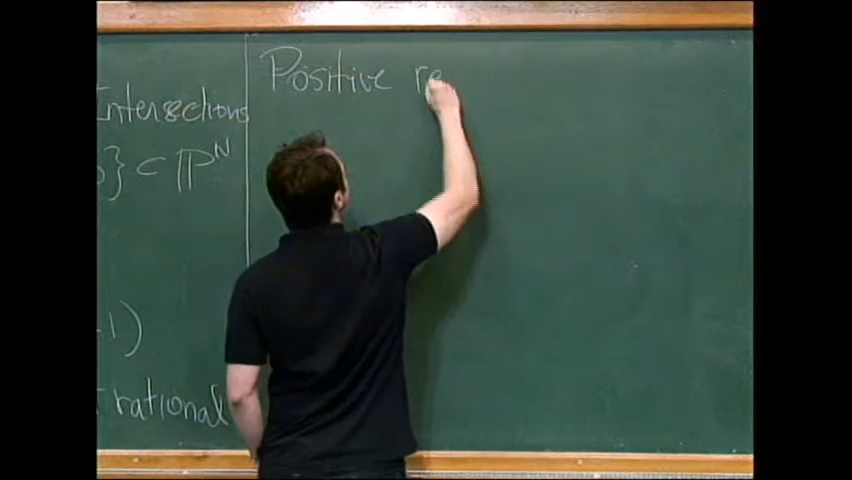 Intersections
} ⊂ ℙᴺ
1)
rational
Positive re